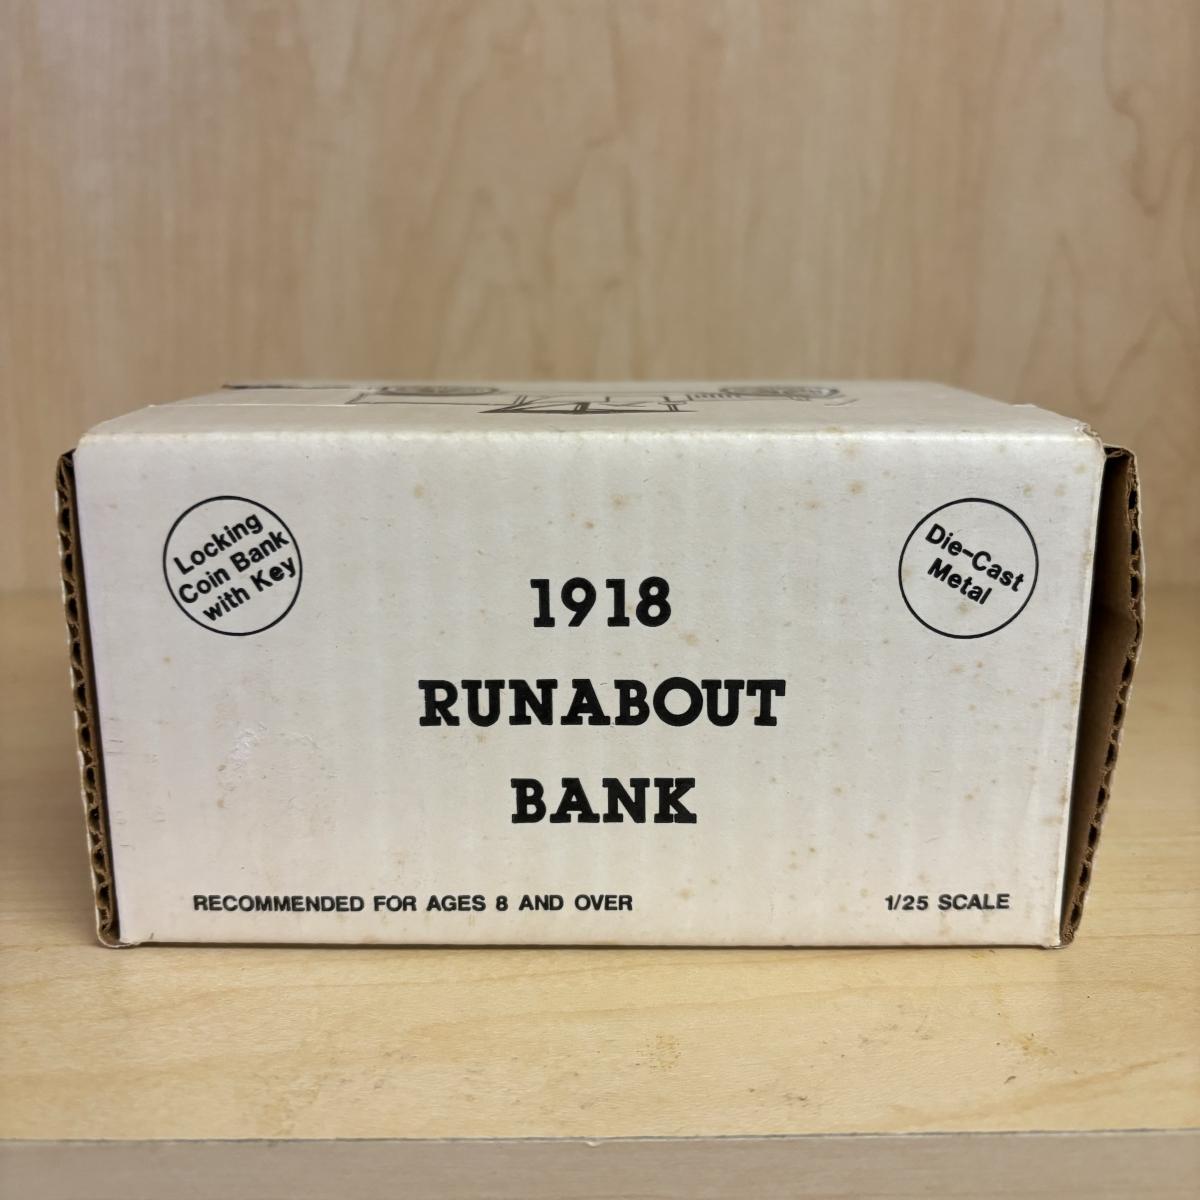 Locking
Coin Bank
with Key
Die-Cast
Metal
1918
RUNABOUT
BANK
RECOMMENDED FOR AGES 8 AND OVER
1/25 SCALE